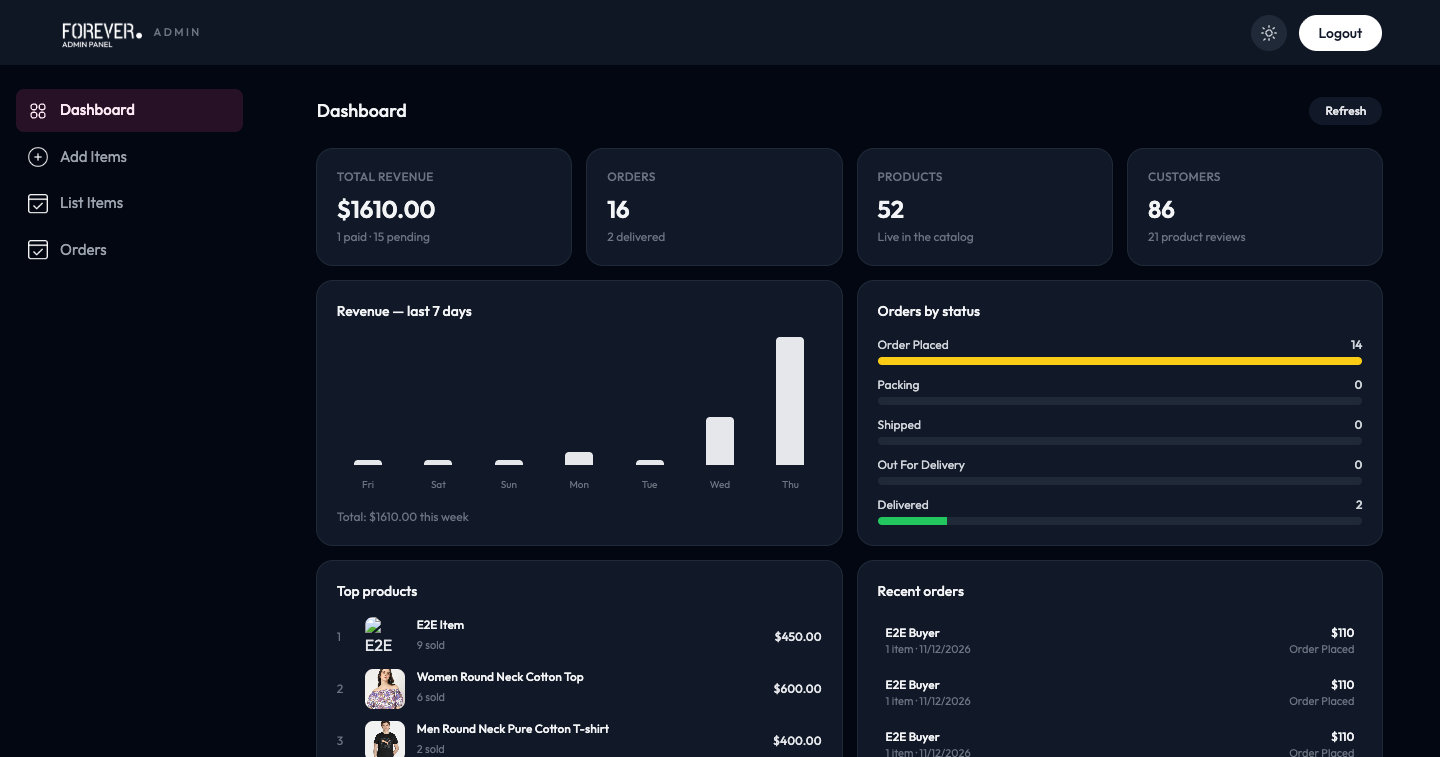 FOREVER.
ADMIN PANEL
ADMIN
Logout
Dashboard
Add Items
List Items
Orders
Dashboard
Refresh
TOTAL REVENUE
$1610.00
1 paid · 15 pending
ORDERS
16
2 delivered
PRODUCTS
52
Live in the catalog
CUSTOMERS
86
21 product reviews
Revenue — last 7 days
Fri
Sat
Sun
Mon
Tue
Wed
Thu
Total: $1610.00 this week
Orders by status
Order Placed
14
Packing
0
Shipped
0
Out For Delivery
0
Delivered
2
Top products
1
E2E
E2E Item
9 sold
$450.00
2
Women Round Neck Cotton Top
6 sold
$600.00
3
Men Round Neck Pure Cotton T-shirt
2 sold
$400.00
Recent orders
E2E Buyer
$110
1 item · 11/12/2026
Order Placed
E2E Buyer
$110
1 item · 11/12/2026
Order Placed
E2E Buyer
$110
1 item · 11/12/2026
Order Placed